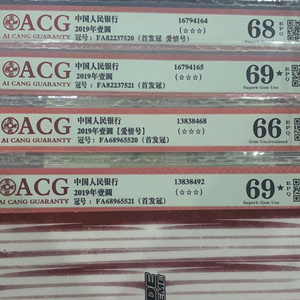 ACG
AI CANG GUARANTY
中国人民银行
2019年壹圆
冠号：FA82237520（首发冠 爱情号）
16794164
(☆☆☆)
68
EPQ
ACG
AI CANG GUARANTY
中国人民银行
2019年壹圆
冠号：FA82237521（首发冠）
16794165
(☆☆☆)
69★
EPQ
Superb Gem Unc
ACG
AI CANG GUARANTY
中国人民银行
2019年壹圆【爱情号】
冠号：FA68965520（首发冠）
13838468
(☆☆☆)
66
EPQ
Gem Uncirculated
ACG
AI CANG GUARANTY
中国人民银行
2019年壹圆
冠号：FA68965521（首发冠）
13838492
(☆☆☆)
69★
EPQ
Superb Gem Unc